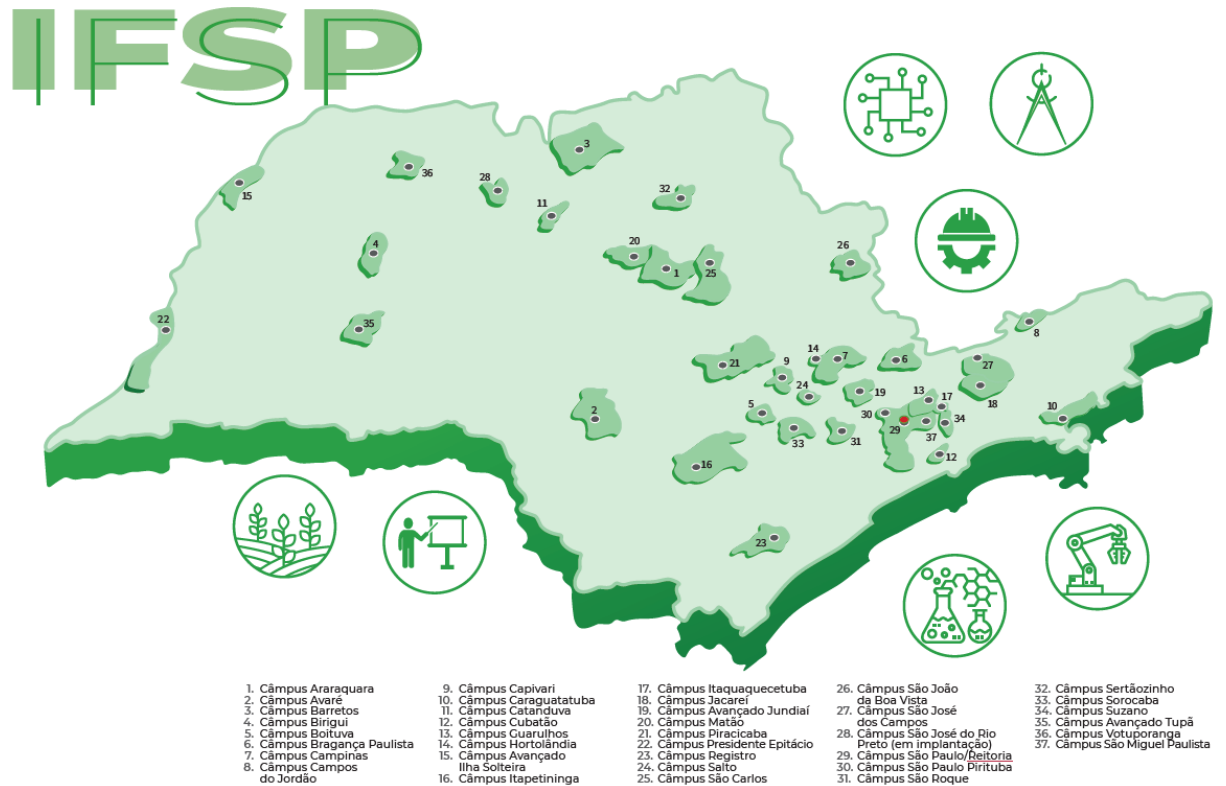 IFSP
3
36
28
15
32
11
4
20
26
1
25
22
35
8
14
7
6
27
21
9
24
19
13
17
18
10
5
2
30
34
29
37
33
31
12
16
23
1. Câmpus Araraquara
2. Câmpus Avaré
3. Câmpus Barretos
4. Câmpus Birigui
5. Câmpus Boituva
6. Câmpus Bragança Paulista
7. Câmpus Campinas
8. Câmpus Campos
do Jordão
9. Câmpus Capivari
10. Câmpus Caraguatatuba
11. Câmpus Catanduva
12. Câmpus Cubatão
13. Câmpus Guarulhos
14. Câmpus Hortolândia
15. Câmpus Avançado
Ilha Solteira
16. Câmpus Itapetininga
17. Câmpus Itaquaquecetuba
18. Câmpus Jacareí
19. Câmpus Avançado Jundiaí
20. Câmpus Matão
21. Câmpus Piracicaba
22. Câmpus Presidente Epitácio
23. Câmpus Registro
24. Câmpus Salto
25. Câmpus São Carlos
26. Câmpus São João
da Boa Vista
27. Câmpus São José
dos Campos
28. Câmpus São José do Rio
Preto (em implantação)
29. Câmpus São Paulo/Reitoria
30. Câmpus São Paulo Pirituba
31. Câmpus São Roque
32. Câmpus Sertãozinho
33. Câmpus Sorocaba
34. Câmpus Suzano
35. Câmpus Avançado Tupã
36. Câmpus Votuporanga
37. Câmpus São Miguel Paulista